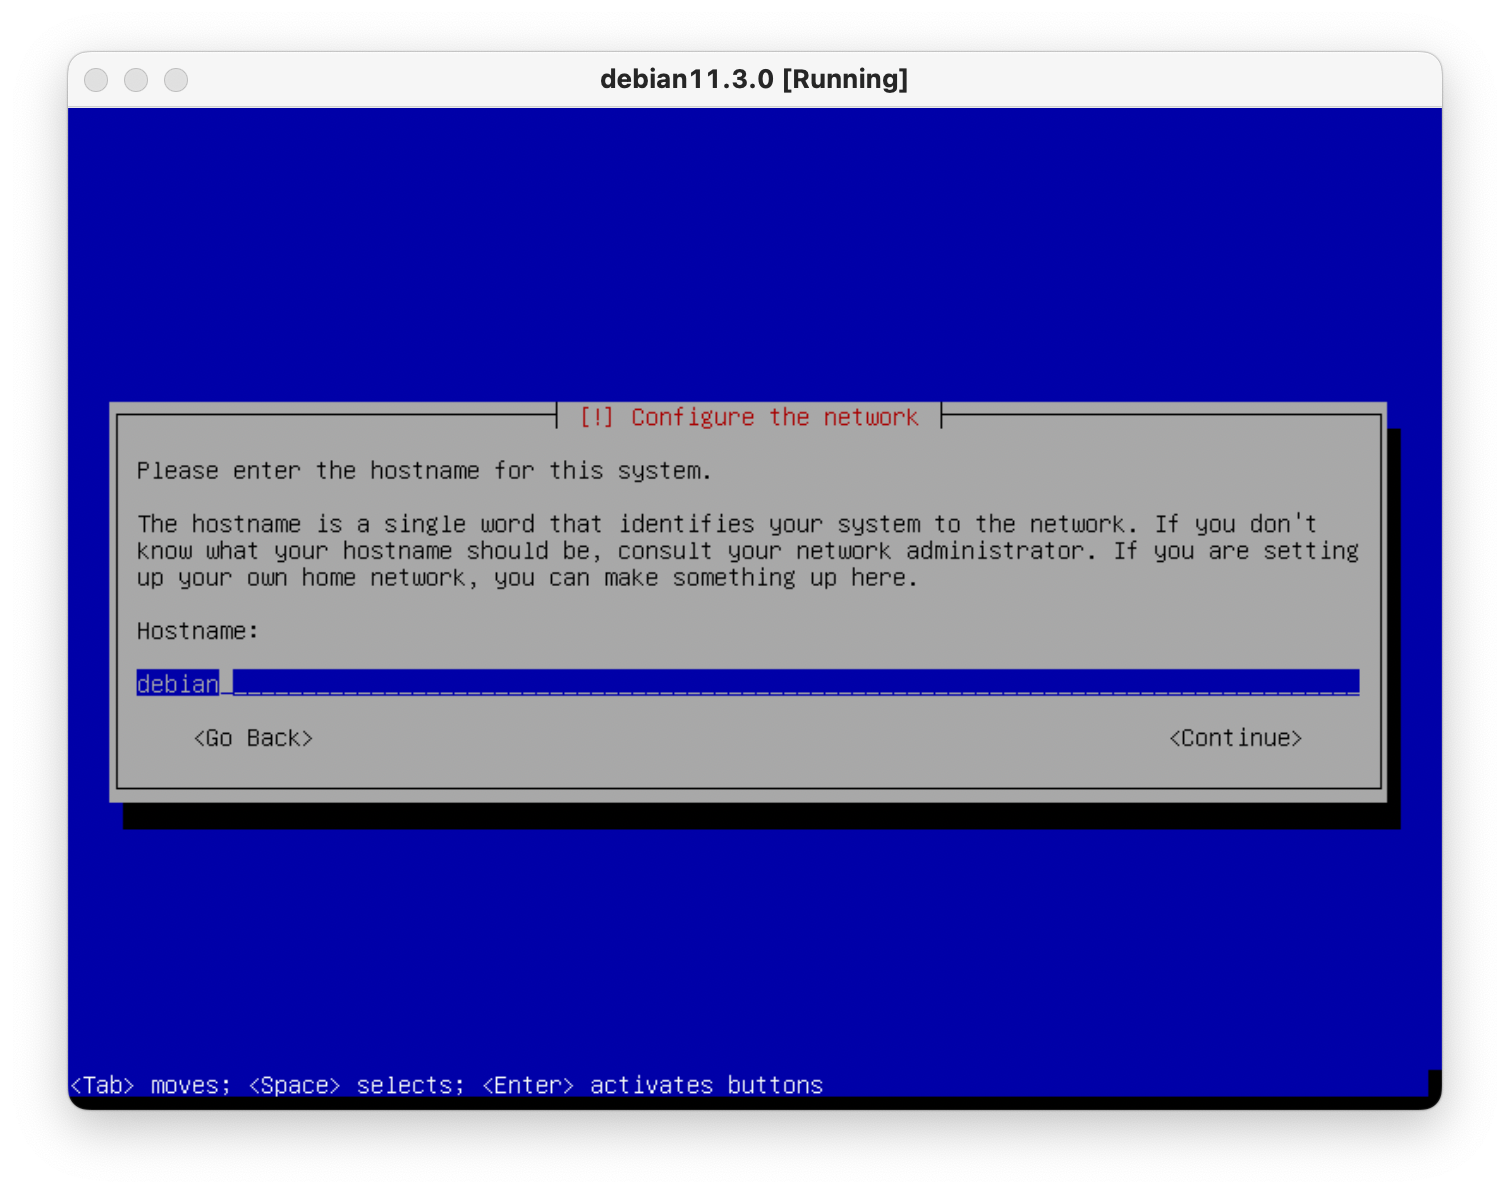 debian11.3.0 [Running]
[!] Configure the network
Please enter the hostname for this system.
The hostname is a single word that identifies your system to the network. If you don't
know what your hostname should be, consult your network administrator. If you are setting
up your own home network, you can make something up here.
Hostname:
debian
<Go Back> <Continue>
<Tab> moves; <Space> selects; <Enter> activates buttons